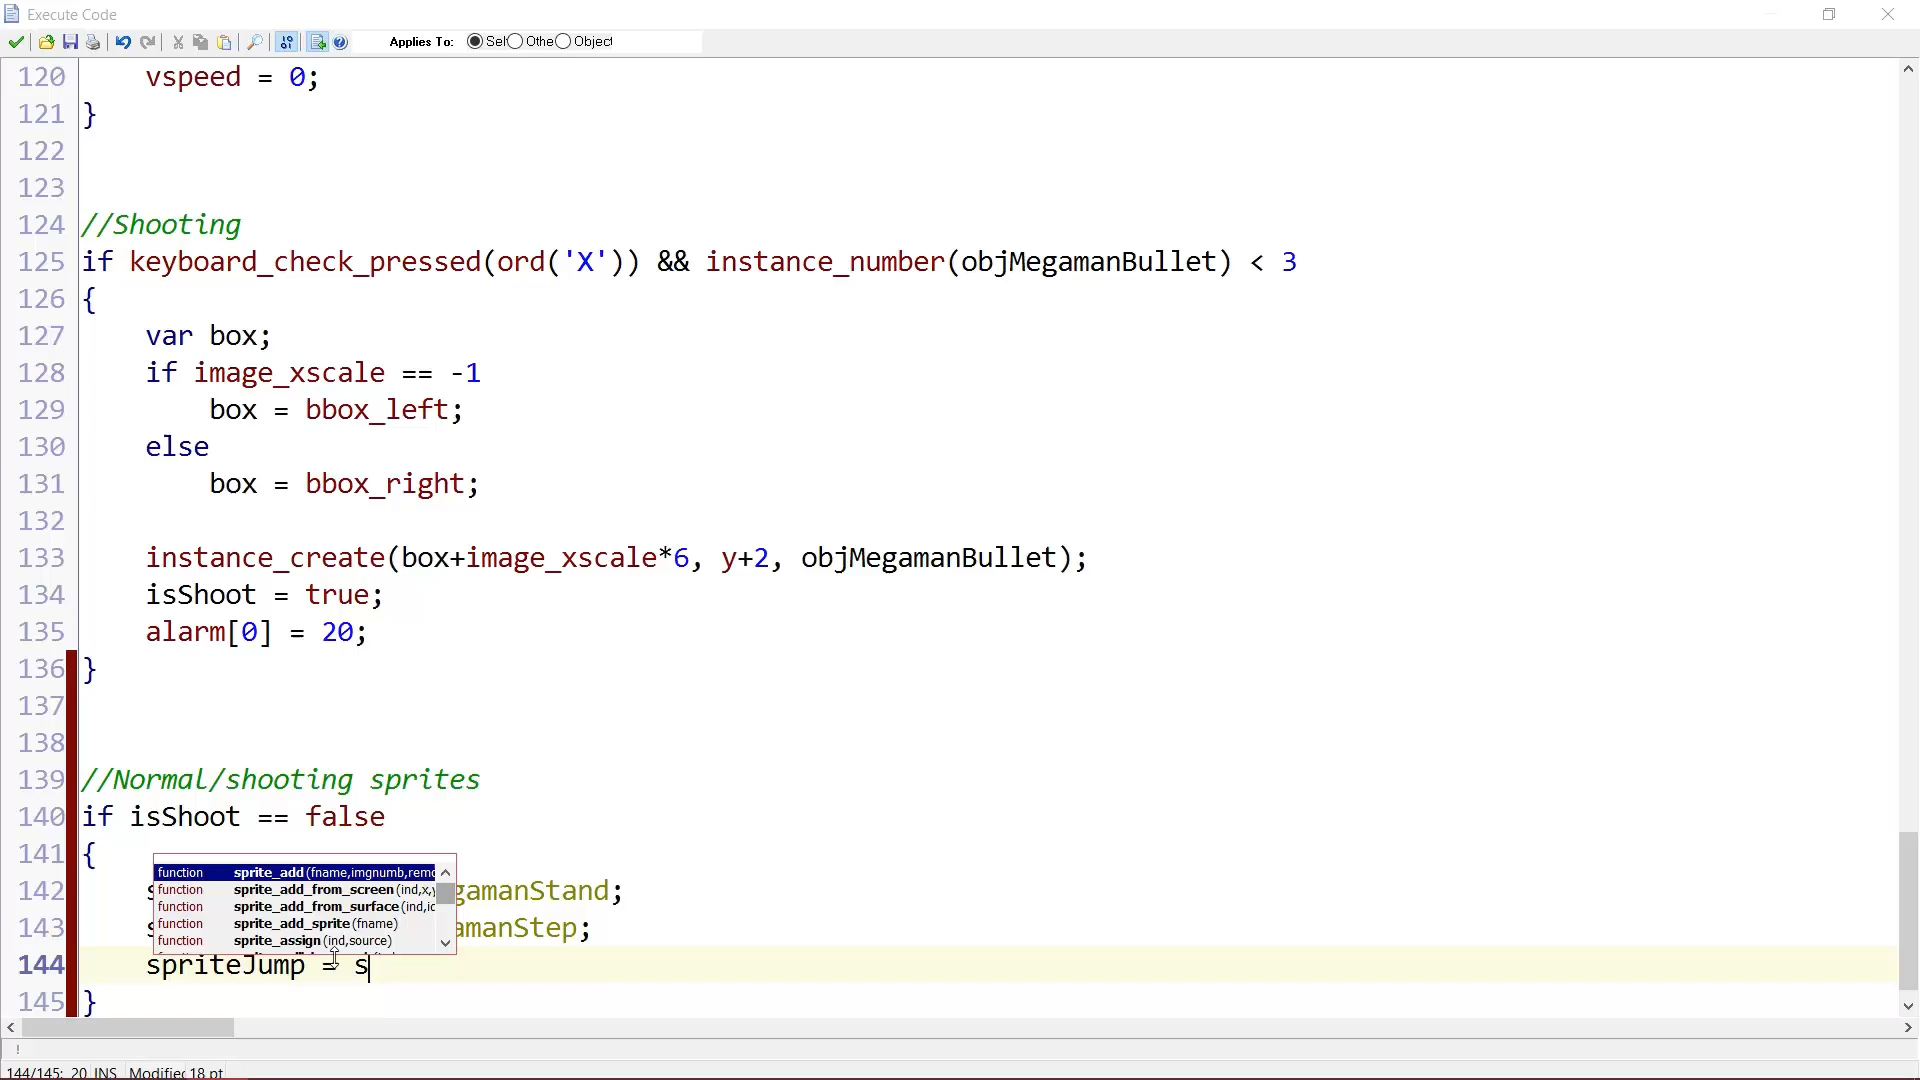 Execute Code
Applies To: Sel Othe Object
120 vspeed = 0;
121 }
122
123
124 //Shooting
125 if keyboard_check_pressed(ord('X')) && instance_number(objMegamanBullet) < 3
126 {
127 var box;
128 if image_xscale == -1
129 box = bbox_left;
130 else
131 box = bbox_right;
132
133 instance_create(box+image_xscale*6, y+2, objMegamanBullet);
134 isShoot = true;
135 alarm[0] = 20;
136 }
137
138
139 //Normal/shooting sprites
140 if isShoot == false
141 {
function sprite_add(fname,imgnumb,remo
function sprite_add_from_screen(ind,x,y
function sprite_add_from_surface(ind,id
function sprite_add_sprite(fname)
function sprite_assign(ind,source)
142 s gamanStand;
143 s amanStep;
144 spriteJump = s
145 }
!
144/145: 20 INS Modified 18 pt